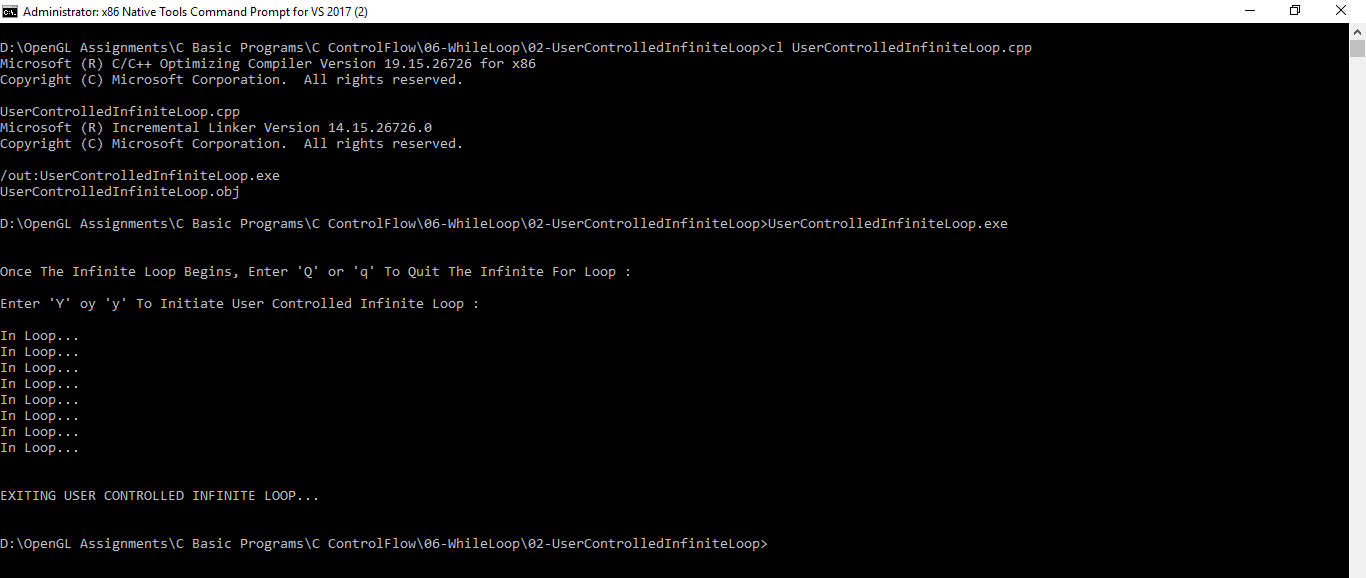 Administrator: x86 Native Tools Command Prompt for VS 2017 (2)
D:\OpenGL Assignments\C Basic Programs\C ControlFlow\06-WhileLoop\02-UserControlledInfiniteLoop>cl UserControlledInfiniteLoop.cpp
Microsoft (R) C/C++ Optimizing Compiler Version 19.15.26726 for x86
Copyright (C) Microsoft Corporation.  All rights reserved.
UserControlledInfiniteLoop.cpp
Microsoft (R) Incremental Linker Version 14.15.26726.0
Copyright (C) Microsoft Corporation.  All rights reserved.
/out:UserControlledInfiniteLoop.exe
UserControlledInfiniteLoop.obj
D:\OpenGL Assignments\C Basic Programs\C ControlFlow\06-WhileLoop\02-UserControlledInfiniteLoop>UserControlledInfiniteLoop.exe
Once The Infinite Loop Begins, Enter 'Q' or 'q' To Quit The Infinite For Loop :
Enter 'Y' oy 'y' To Initiate User Controlled Infinite Loop :
In Loop...
In Loop...
In Loop...
In Loop...
In Loop...
In Loop...
In Loop...
In Loop...
EXITING USER CONTROLLED INFINITE LOOP...
D:\OpenGL Assignments\C Basic Programs\C ControlFlow\06-WhileLoop\02-UserControlledInfiniteLoop>